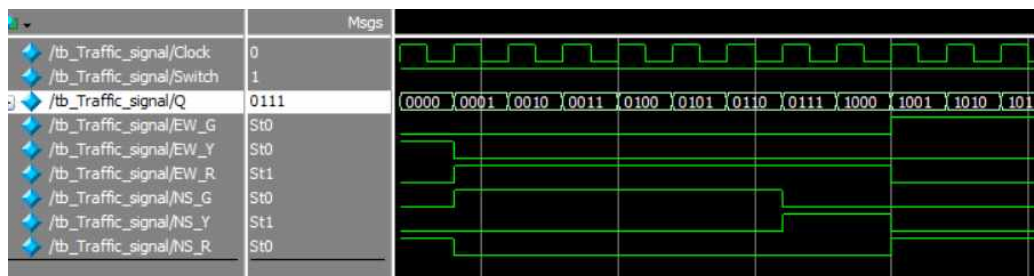 Msgs
/tb_Traffic_signal/Clock 0
/tb_Traffic_signal/Switch 1
/tb_Traffic_signal/Q 0111 0000 0001 0010 0011 0100 0101 0110 0111 1000 1001 1010 101
/tb_Traffic_signal/EW_G St0
/tb_Traffic_signal/EW_Y St0
/tb_Traffic_signal/EW_R St1
/tb_Traffic_signal/NS_G St0
/tb_Traffic_signal/NS_Y St1
/tb_Traffic_signal/NS_R St0